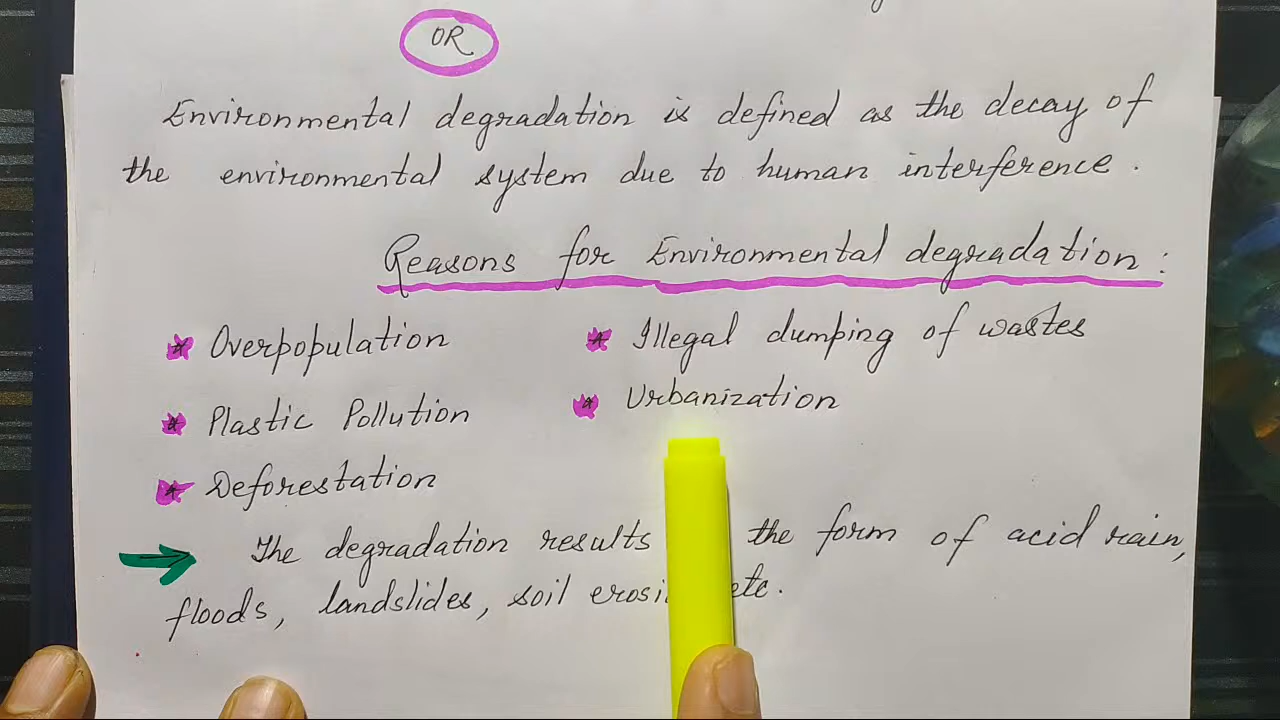 OR
Environmental degradation is defined as the decay of
the environmental system due to human interference.
Reasons for Environmental degradation:
* Overpopulation
* Illegal dumping of wastes
* Plastic Pollution
* Urbanization
* Deforestation
→ The degradation results the form of acid rain,
floods, landslides, soil etc.